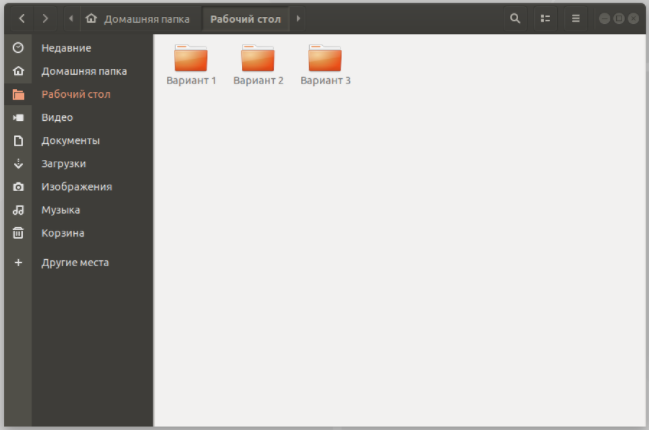 Домашняя папка Рабочий стол
Недавние
Домашняя папка
Рабочий стол
Видео
Документы
Загрузки
Изображения
Музыка
Корзина
Другие места
Вариант 1 Вариант 2 Вариант 3